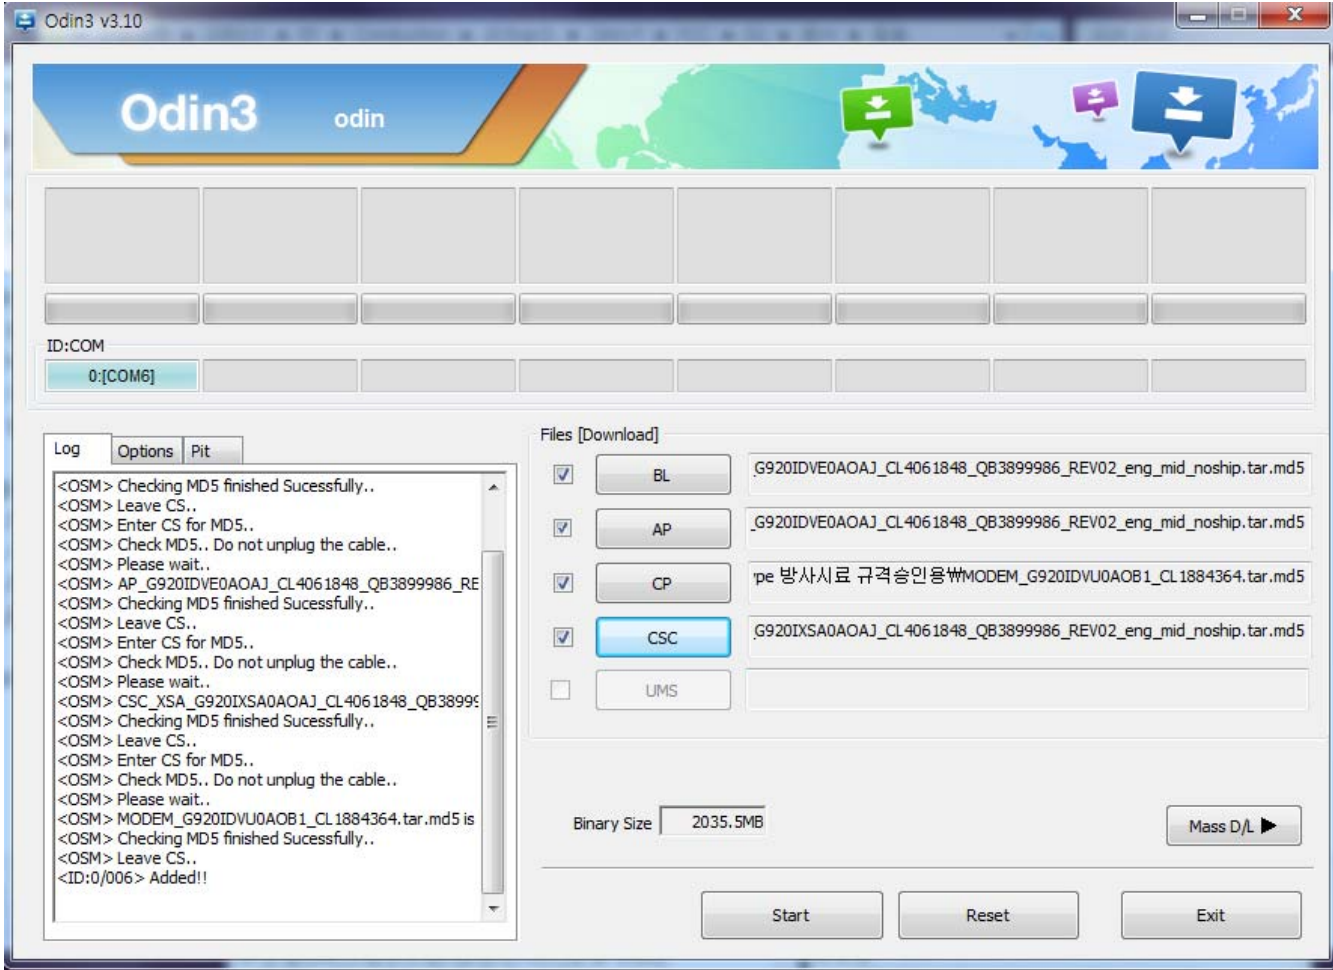 Odin3 v3.10
Odin3 odin
ID:COM
0:[COM6]
Log Options Pit
<OSM> Checking MD5 finished Sucessfully..
<OSM> Leave CS..
<OSM> Enter CS for MD5..
<OSM> Check MD5.. Do not unplug the cable..
<OSM> Please wait..
<OSM> AP_G920IDVE0AOAJ_CL4061848_QB3899986_RE
<OSM> Checking MD5 finished Sucessfully..
<OSM> Leave CS..
<OSM> Enter CS for MD5..
<OSM> Check MD5.. Do not unplug the cable..
<OSM> Please wait..
<OSM> CSC_XSA_G920IXSA0AOAJ_CL4061848_QB38999
<OSM> Checking MD5 finished Sucessfully..
<OSM> Leave CS..
<OSM> Enter CS for MD5..
<OSM> Check MD5.. Do not unplug the cable..
<OSM> Please wait..
<OSM> MODEM_G920IDVU0AOB1_CL1884364.tar.md5 is
<OSM> Checking MD5 finished Sucessfully..
<OSM> Leave CS..
<ID:0/006> Added!!
Files [Download]
BL _G920IDVE0AOAJ_CL4061848_QB3899986_REV02_eng_mid_noship.tar.md5
AP _G920IDVE0AOAJ_CL4061848_QB3899986_REV02_eng_mid_noship.tar.md5
CP pe 방사시료 규격승인용₩MODEM_G920IDVU0AOB1_CL1884364.tar.md5
CSC G920IXSA0AOAJ_CL4061848_QB3899986_REV02_eng_mid_noship.tar.md5
UMS
Binary Size 2035.5MB
Mass D/L ▶
Start Reset Exit